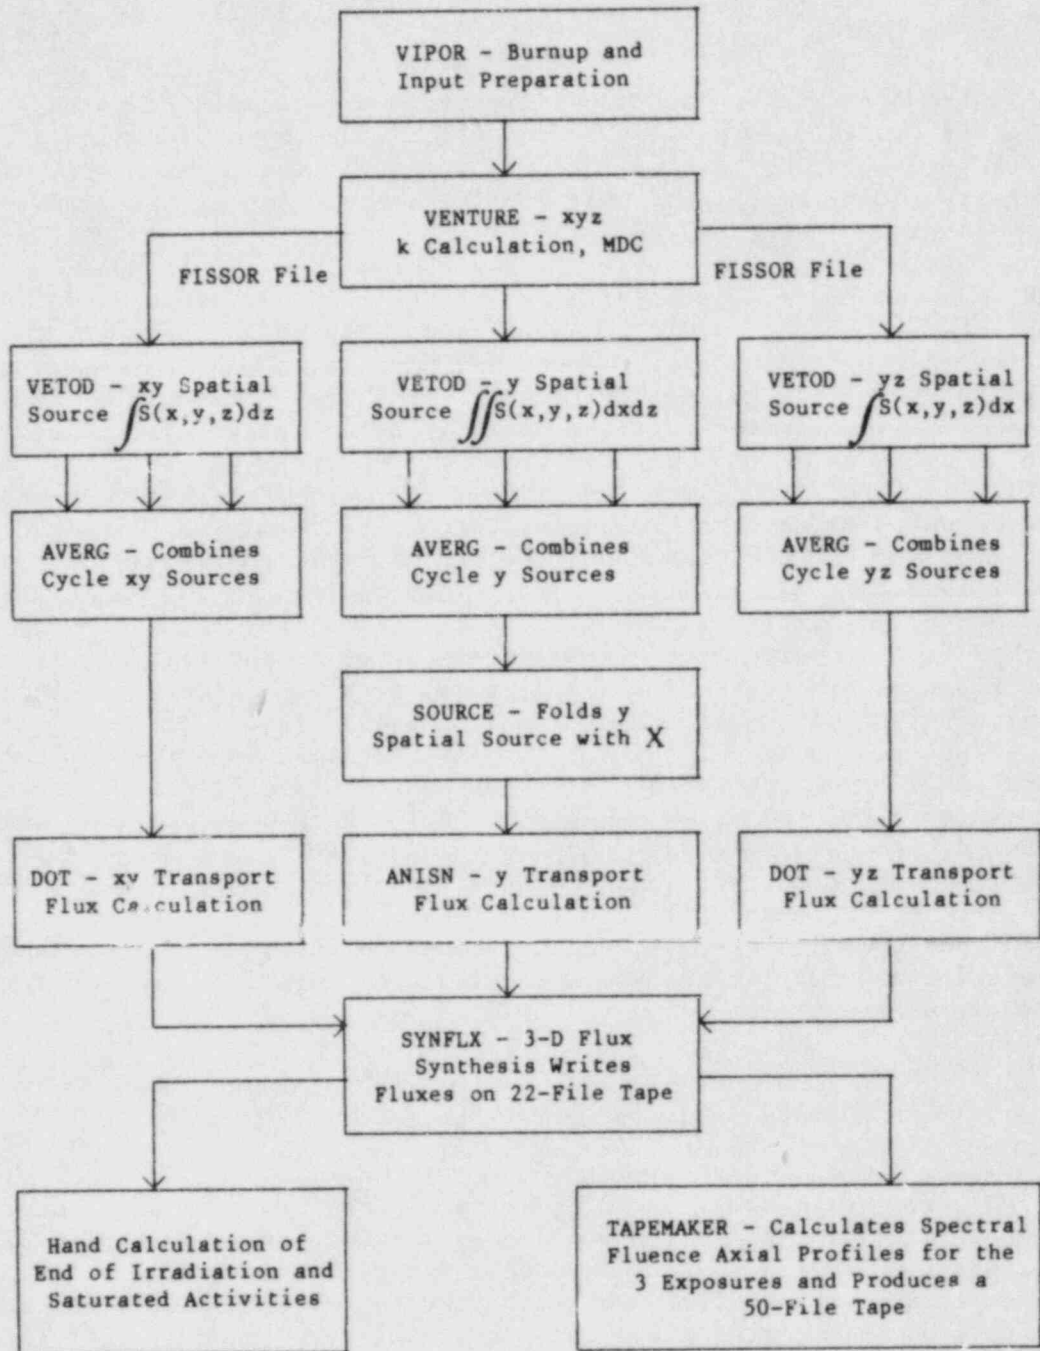 VIPOR - Burnup and
Input Preparation
VENTURE - xyz
k Calculation, MDC
FISSOR File
FISSOR File
VETOD - xy Spatial
Source ∫S(x,y,z)dz
VETOD - y Spatial
Source ∬S(x,y,z)dxdz
VETOD - yz Spatial
Source ∫S(x,y,z)dx
AVERG - Combines
Cycle xy Sources
AVERG - Combines
Cycle y Sources
AVERG - Combines
Cycle yz Sources
SOURCE - Folds y
Spatial Source with X
DOT - xy Transport
Flux Calculation
ANISN - y Transport
Flux Calculation
DOT - yz Transport
Flux Calculation
SYNFLX - 3-D Flux
Synthesis Writes
Fluxes on 22-File Tape
Hand Calculation of
End of Irradiation and
Saturated Activities
TAPEMAKER - Calculates Spectral
Fluence Axial Profiles for the
3 Exposures and Produces a
50-File Tape